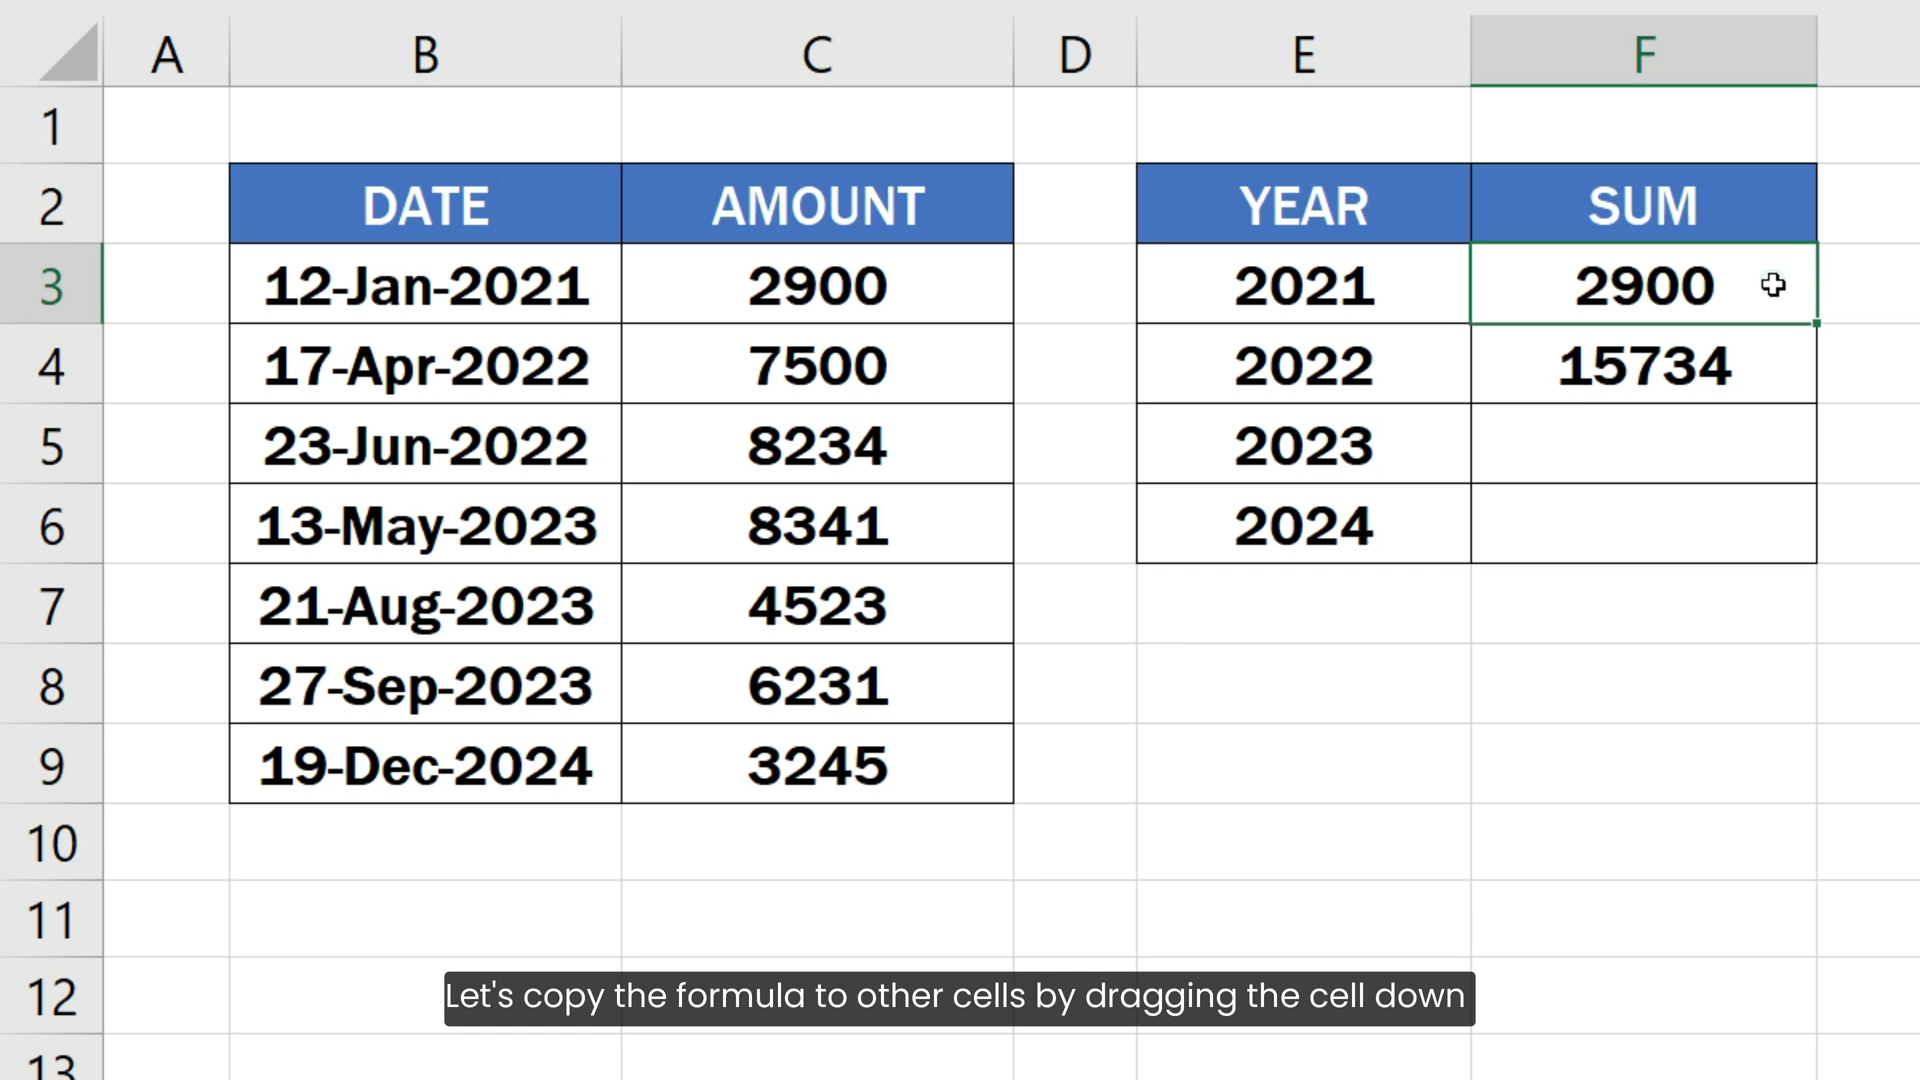 A B C D E F
1
2 DATE AMOUNT YEAR SUM
3 12-Jan-2021 2900 2021 2900
4 17-Apr-2022 7500 2022 15734
5 23-Jun-2022 8234 2023
6 13-May-2023 8341 2024
7 21-Aug-2023 4523
8 27-Sep-2023 6231
9 19-Dec-2024 3245
10
11
12
Let's copy the formula to other cells by dragging the cell down
13